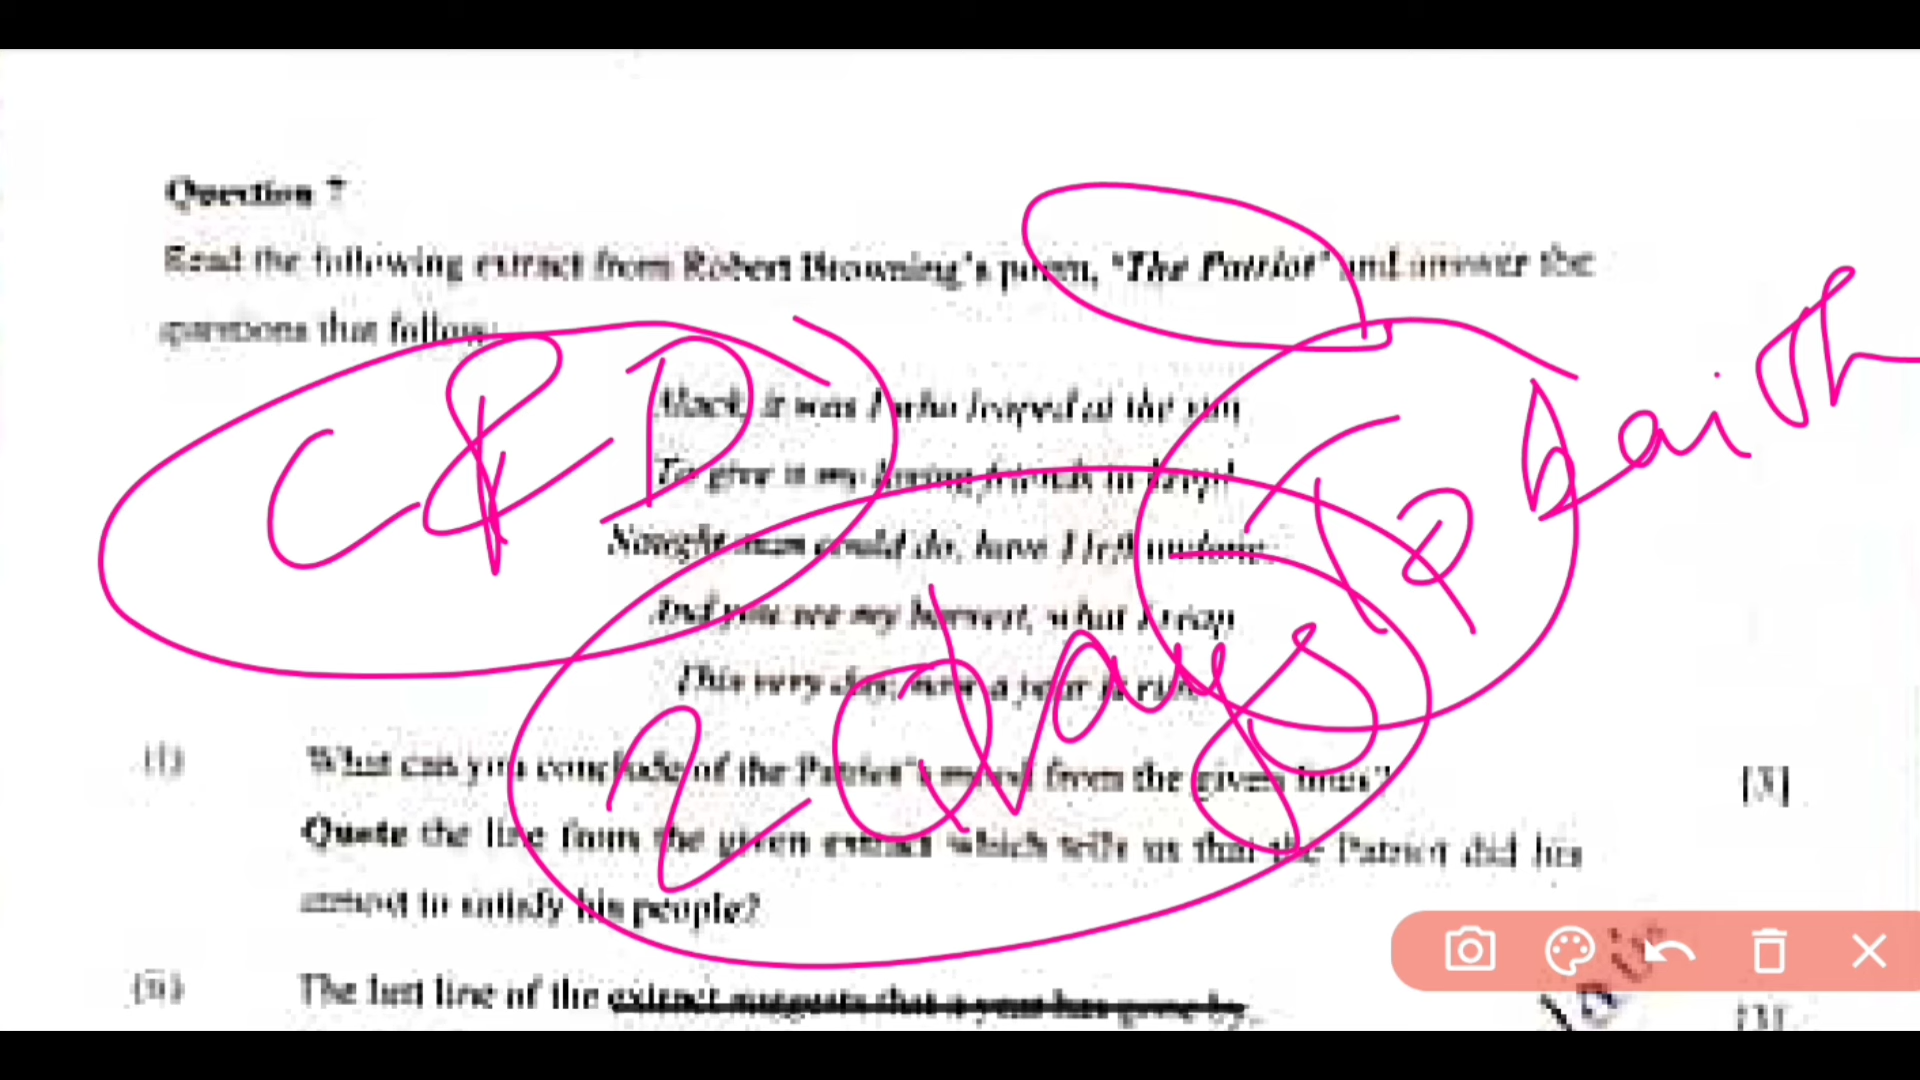 Question 7
Read the following extract from Robert Browning's poem, "The Patriot" and answer the
questions that follow:
Alack, it was I who leaped at the sun
To give it my loving friends to keep!
Nought man could do, have I left undone:
And you see my harvest, what I reap
This very day, now a year is run.
(i) What can you conclude of the Patriot's mood from the given lines? [3]
Quote the line from the given extract which tells us that the Patriot did his
utmost to satisfy his people?
(ii) The last line of the extract suggests that a year has gone by. [3]
2 days
faith